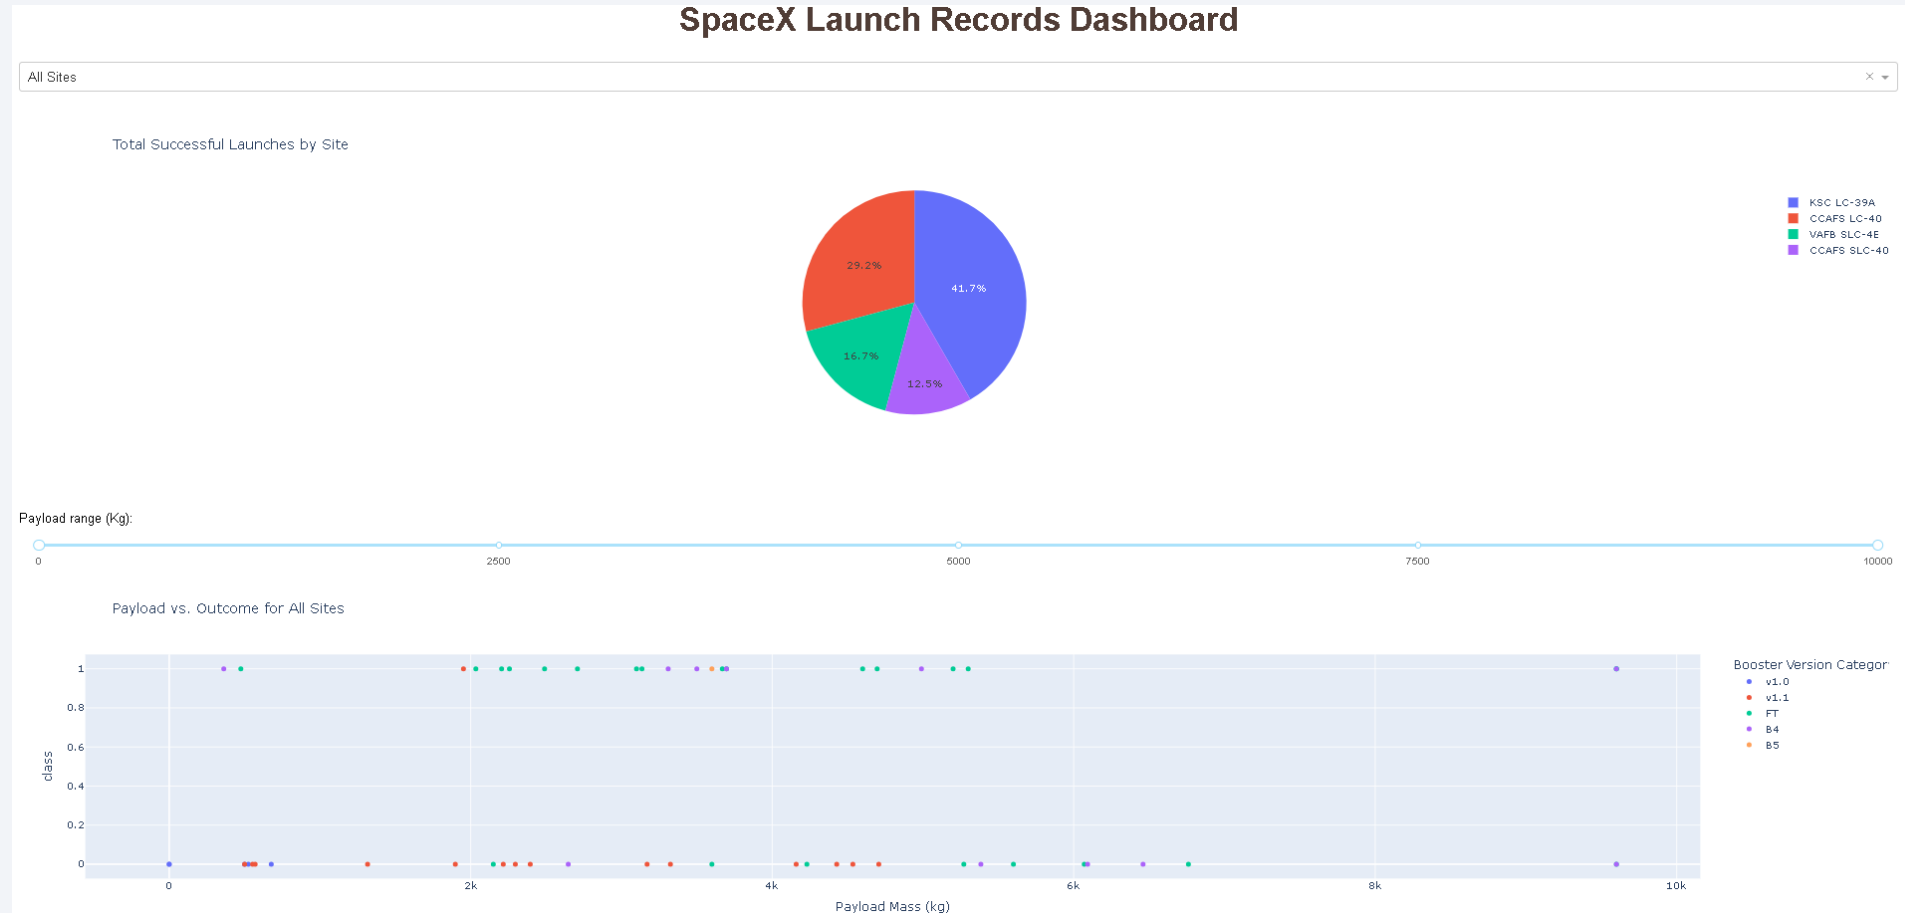 SpaceX Launch Records Dashboard
All Sites
Total Successful Launches by Site
KSC LC-39A
CCAFS LC-40
VAFB SLC-4E
CCAFS SLC-40
29.2%
41.7%
16.7%
12.5%
Payload range (Kg):
0 2500 5000 7500 10000
Payload vs. Outcome for All Sites
Booster Version Categor
v1.0
v1.1
FT
B4
B5
class
1
0.8
0.6
0.4
0.2
0
0 2k 4k 6k 8k 10k
Payload Mass (kg)